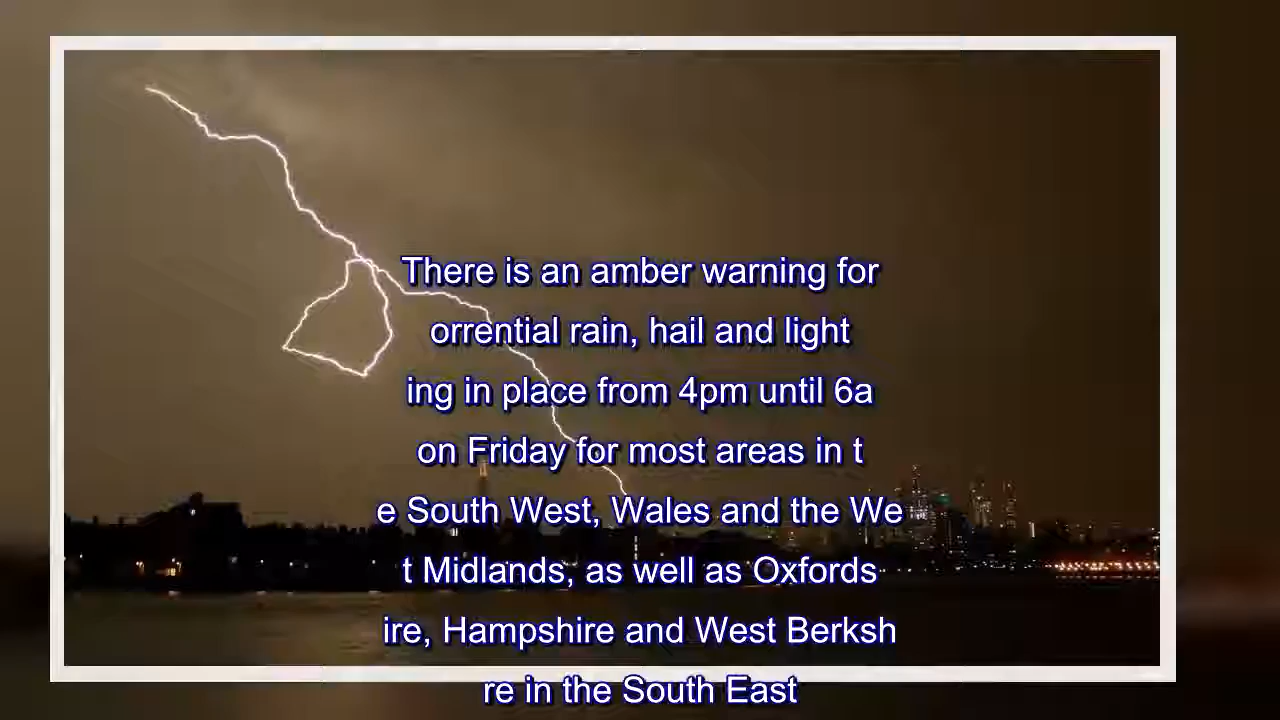 There is an amber warning for
orrential rain, hail and light
ing in place from 4pm until 6a
on Friday for most areas in t
e South West, Wales and the We
t Midlands, as well as Oxfords
ire, Hampshire and West Berksh
re in the South East